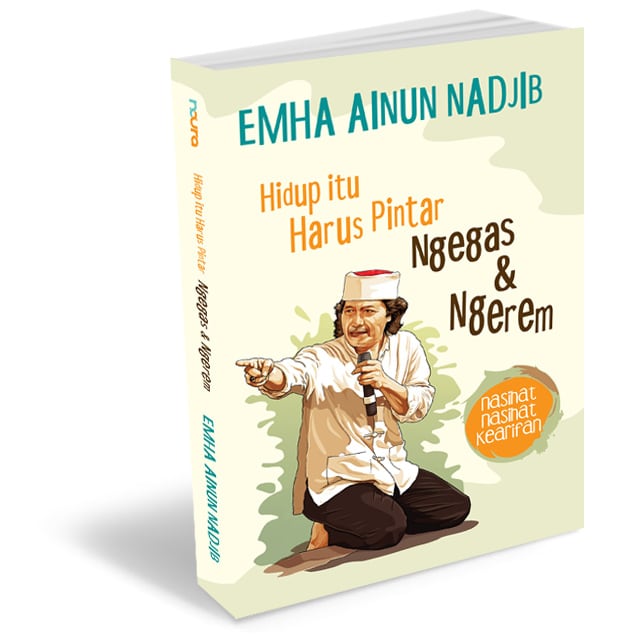 EMHA AINUN NADJIB
Hidup itu
Harus Pintar
Ngegas
&
Ngerem
nasihat
nasihat
kearifan
noura
Hidup itu Harus Pintar Ngegas & Ngerem
EMHA AINUN NADJIB